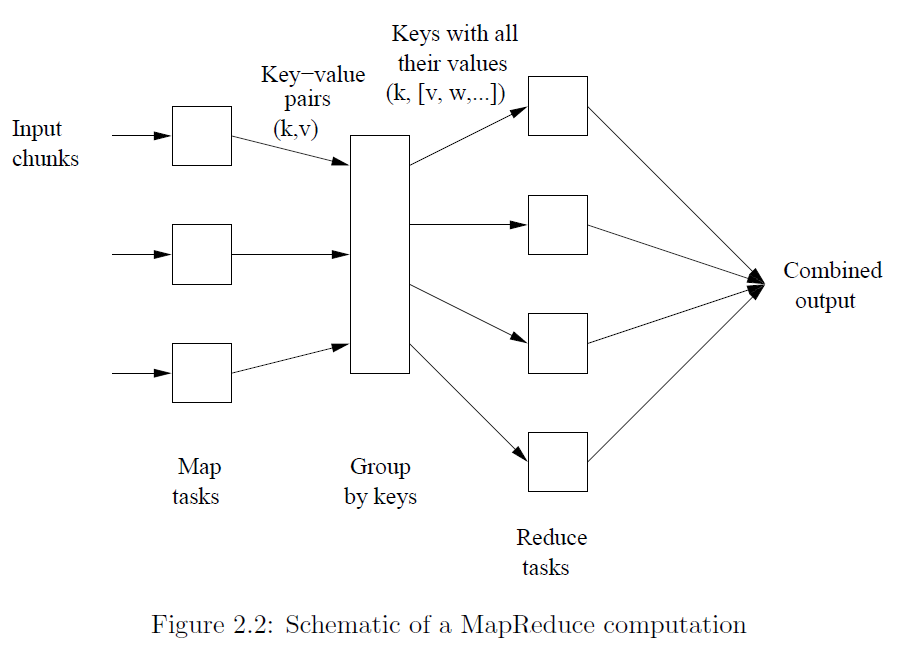 Input
chunks
Key−value
pairs
(k,v)
Keys with all
their values
(k, [v, w,...])
Combined
output
Map
tasks
Group
by keys
Reduce
tasks
Figure 2.2: Schematic of a MapReduce computation